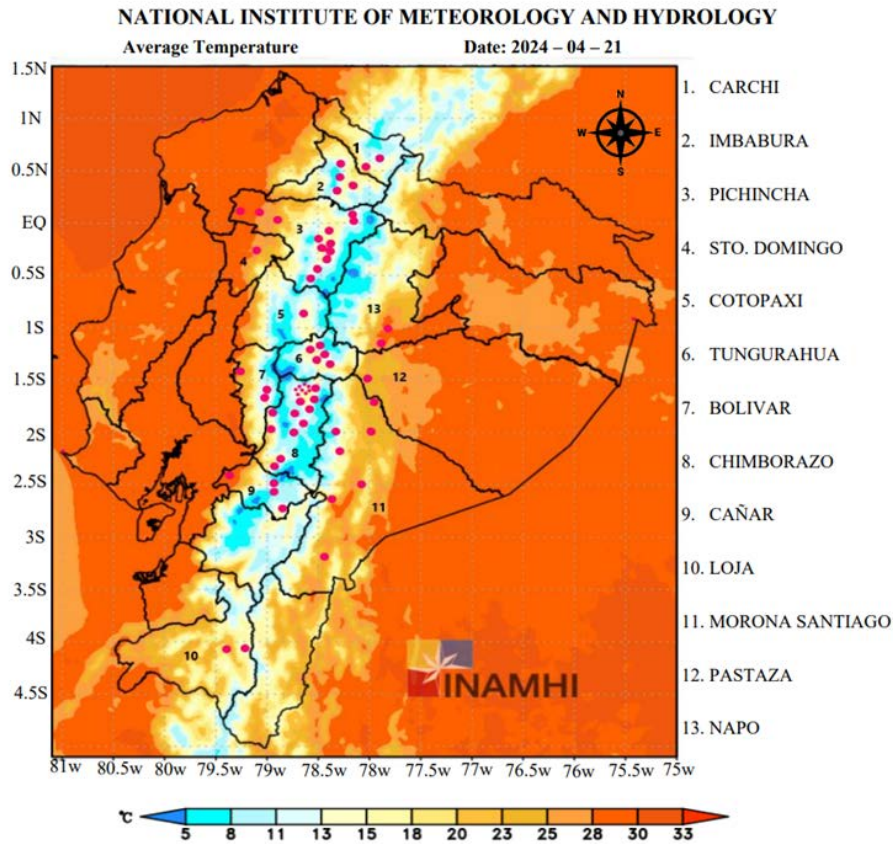 NATIONAL INSTITUTE OF METEOROLOGY AND HYDROLOGY
Average Temperature Date: 2024 – 04 – 21
1.5N
1N
0.5N
EQ
0.5S
1S
1.5S
2S
2.5S
3S
3.5S
4S
4.5S
N
W E
S
1
2
3
4
5
13
6
7
12
8
9
11
10
INAMHI
1. CARCHI
2. IMBABURA
3. PICHINCHA
4. STO. DOMINGO
5. COTOPAXI
6. TUNGURAHUA
7. BOLIVAR
8. CHIMBORAZO
9. CAÑAR
10. LOJA
11. MORONA SANTIAGO
12. PASTAZA
13. NAPO
81w 80.5w 80w 79.5w 79w 78.5w 78w 77.5w 77w 76.5w 76w 75.5w 75w
℃ 5 8 11 13 15 18 20 23 25 28 30 33